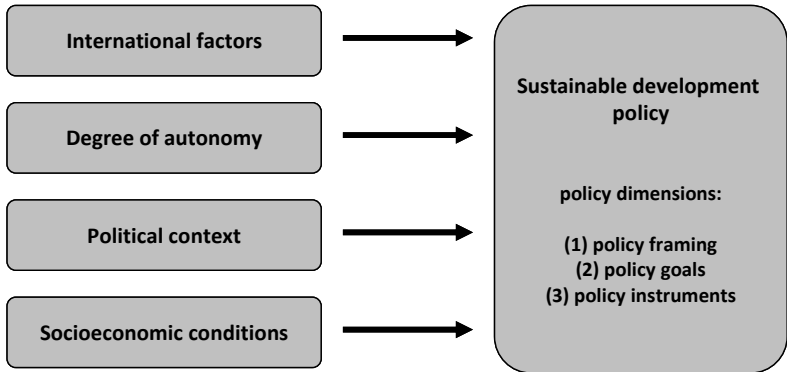 International factors
Degree of autonomy
Political context
Socioeconomic conditions
Sustainable development
policy
policy dimensions:
(1) policy framing
(2) policy goals
(3) policy instruments